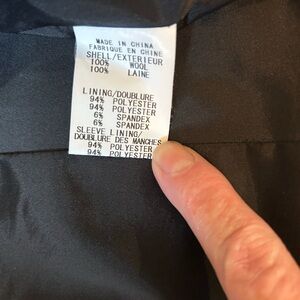 MADE IN CHINA
FABRIQUE EN CHINE
SHELL/EXTERIEUR
100% WOOL
100% LAINE
LINING/DOUBLURE
94% POLYESTER
94% POLYESTER
6% SPANDEX
6% SPANDEX
SLEEVE LINING/
DOUBLURE DES MANCHES
94% POLYESTER
94% POLYESTER